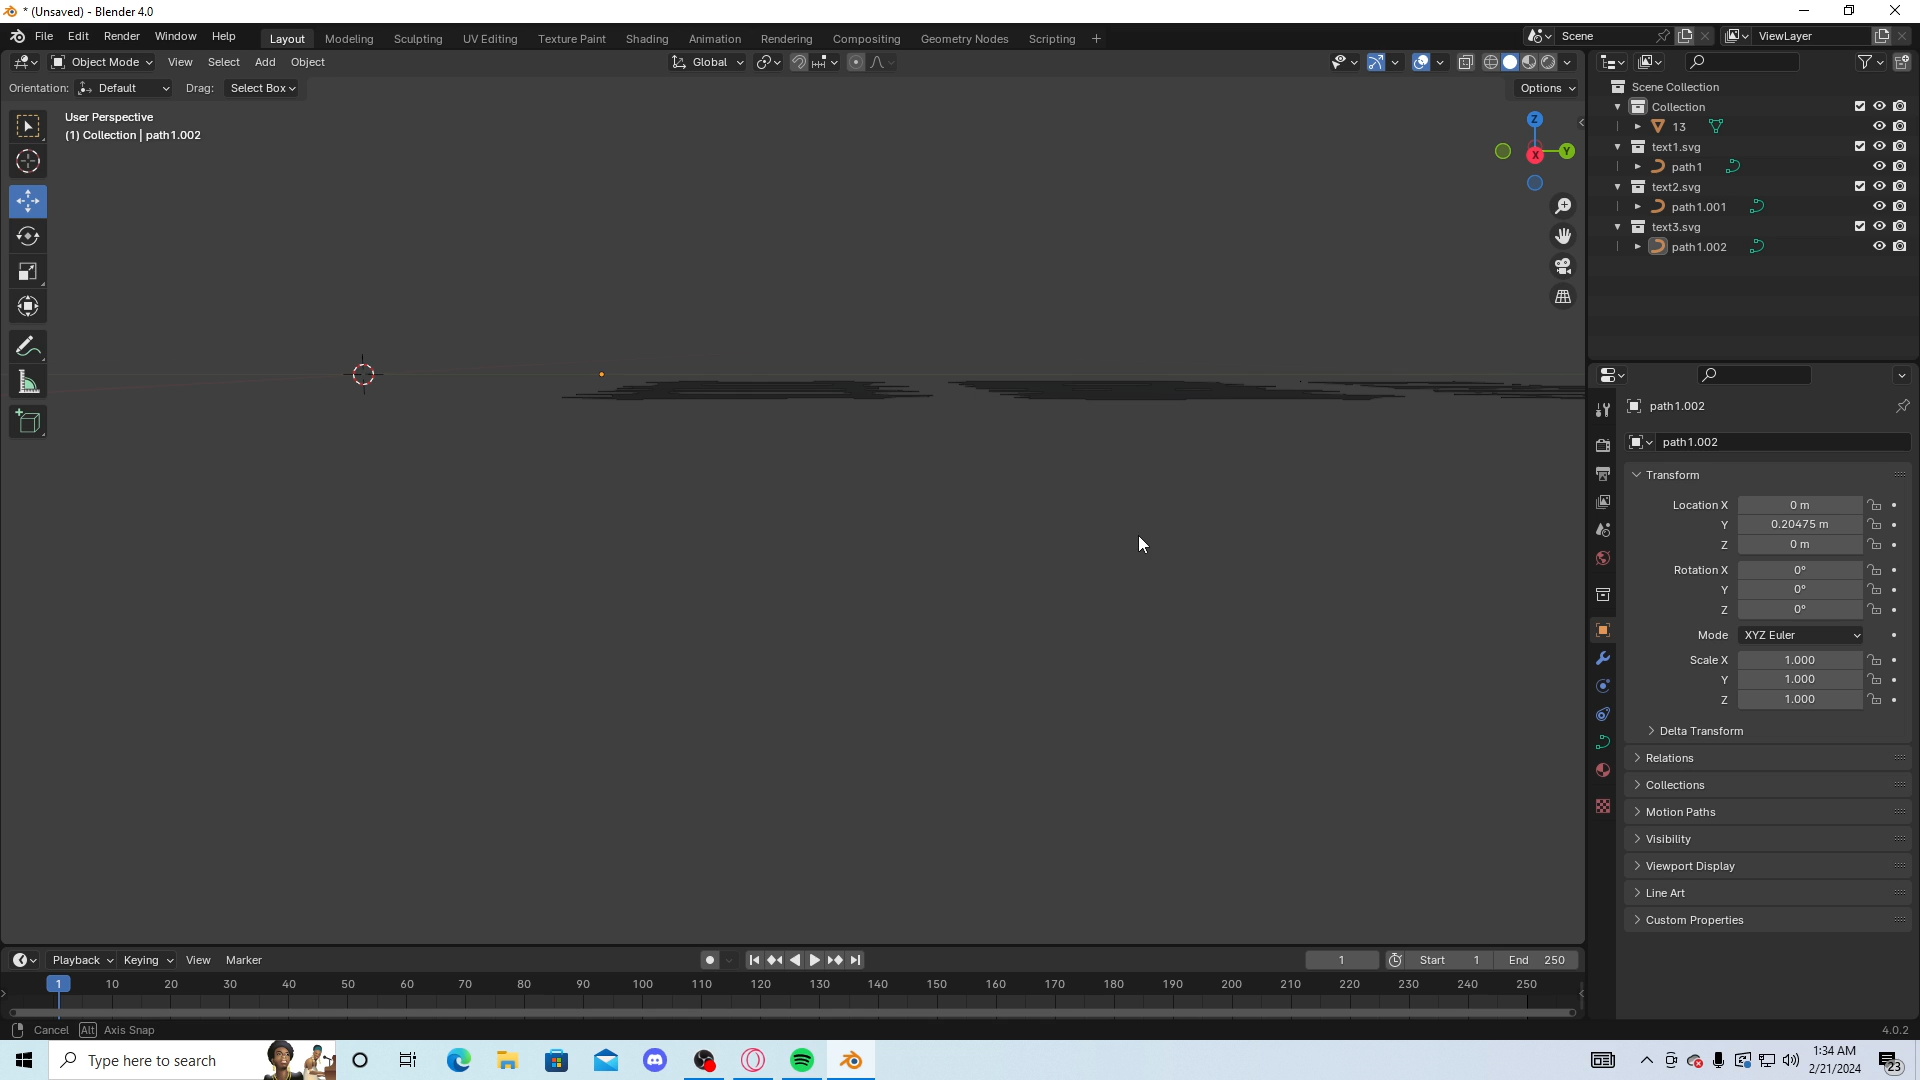 * (Unsaved) - Blender 4.0
File Edit Render Window Help Layout Modeling Sculpting UV Editing Texture Paint Shading Animation Rendering Compositing Geometry Nodes Scripting + Scene ViewLayer
Object Mode View Select Add Object Global
Orientation: Default Drag: Select Box Options
User Perspective
(1) Collection | path1.002
Z
Y
X
Scene Collection
Collection
13
text1.svg
path1
text2.svg
path1.001
text3.svg
path1.002
path1.002
path1.002
Transform
Location X 0 m
Y 0.20475 m
Z 0 m
Rotation X 0°
Y 0°
Z 0°
Mode XYZ Euler
Scale X 1.000
Y 1.000
Z 1.000
Delta Transform
Relations
Collections
Motion Paths
Visibility
Viewport Display
Line Art
Custom Properties
Playback Keying View Marker 1 Start 1 End 250
1 10 20 30 40 50 60 70 80 90 100 110 120 130 140 150 160 170 180 190 200 210 220 230 240 250
Cancel Alt Axis Snap 4.0.2
Type here to search
1:34 AM
2/21/2024
23